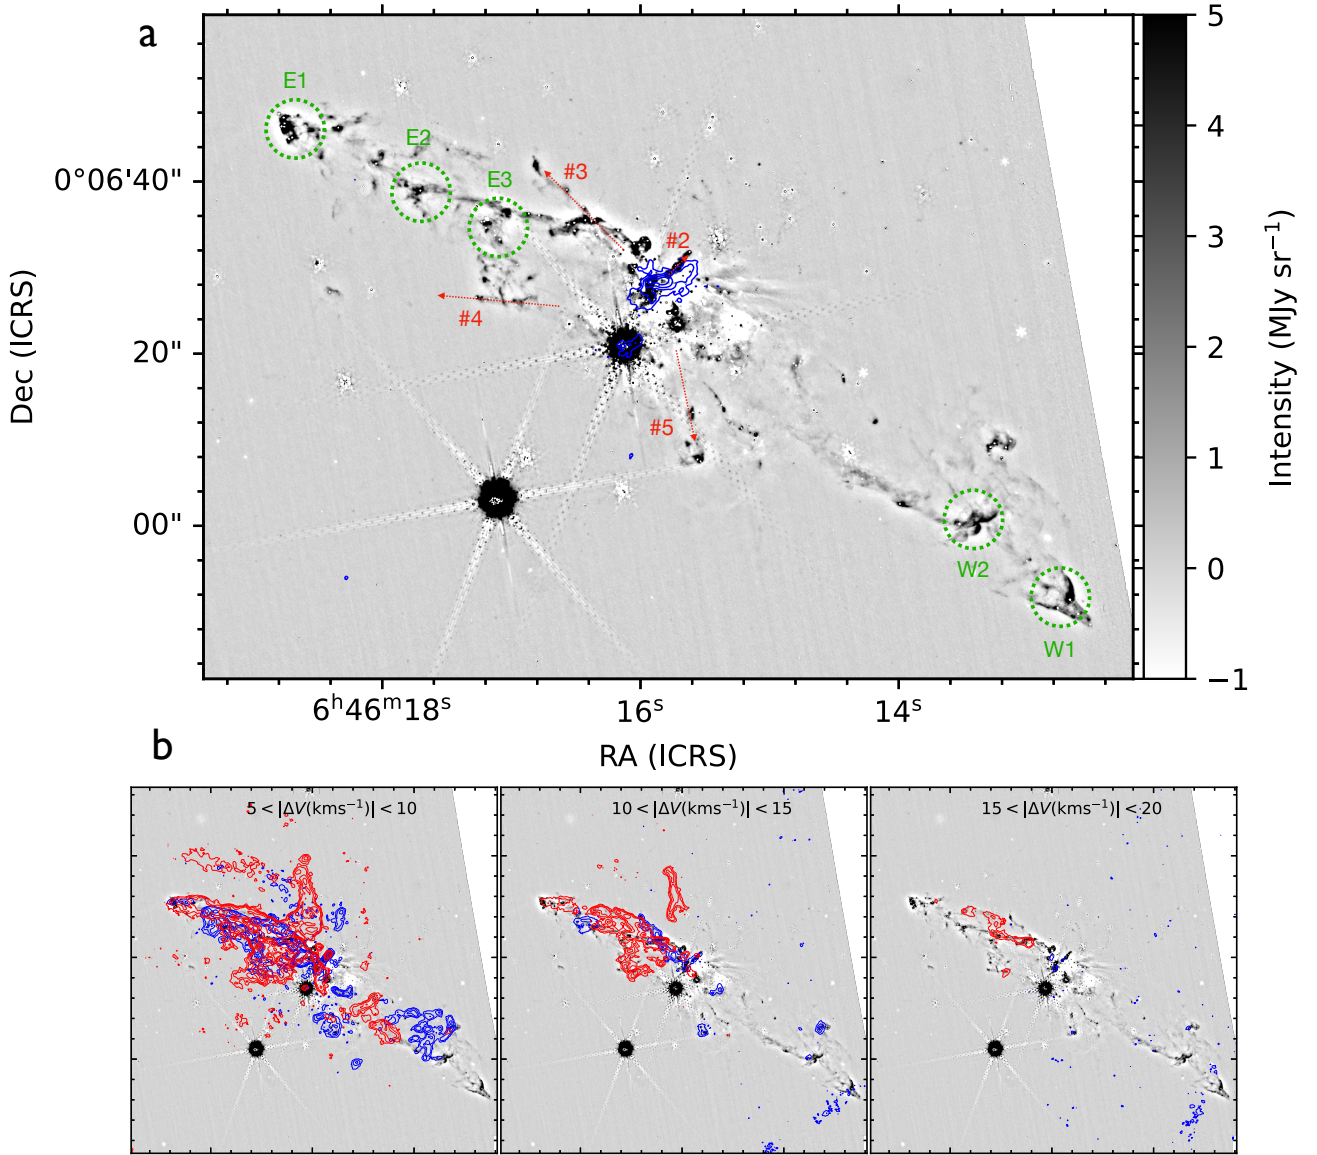 a
E1
E2
E3
#3
#2
#4
#5
W2
W1
0°06'40"
20"
00"
Dec (ICRS)
6ʰ46ᵐ18ˢ
16ˢ
14ˢ
RA (ICRS)
5
4
3
2
1
0
−1
Intensity (MJy sr⁻¹)
b
5 < |ΔV(kms⁻¹)| < 10
10 < |ΔV(kms⁻¹)| < 15
15 < |ΔV(kms⁻¹)| < 20